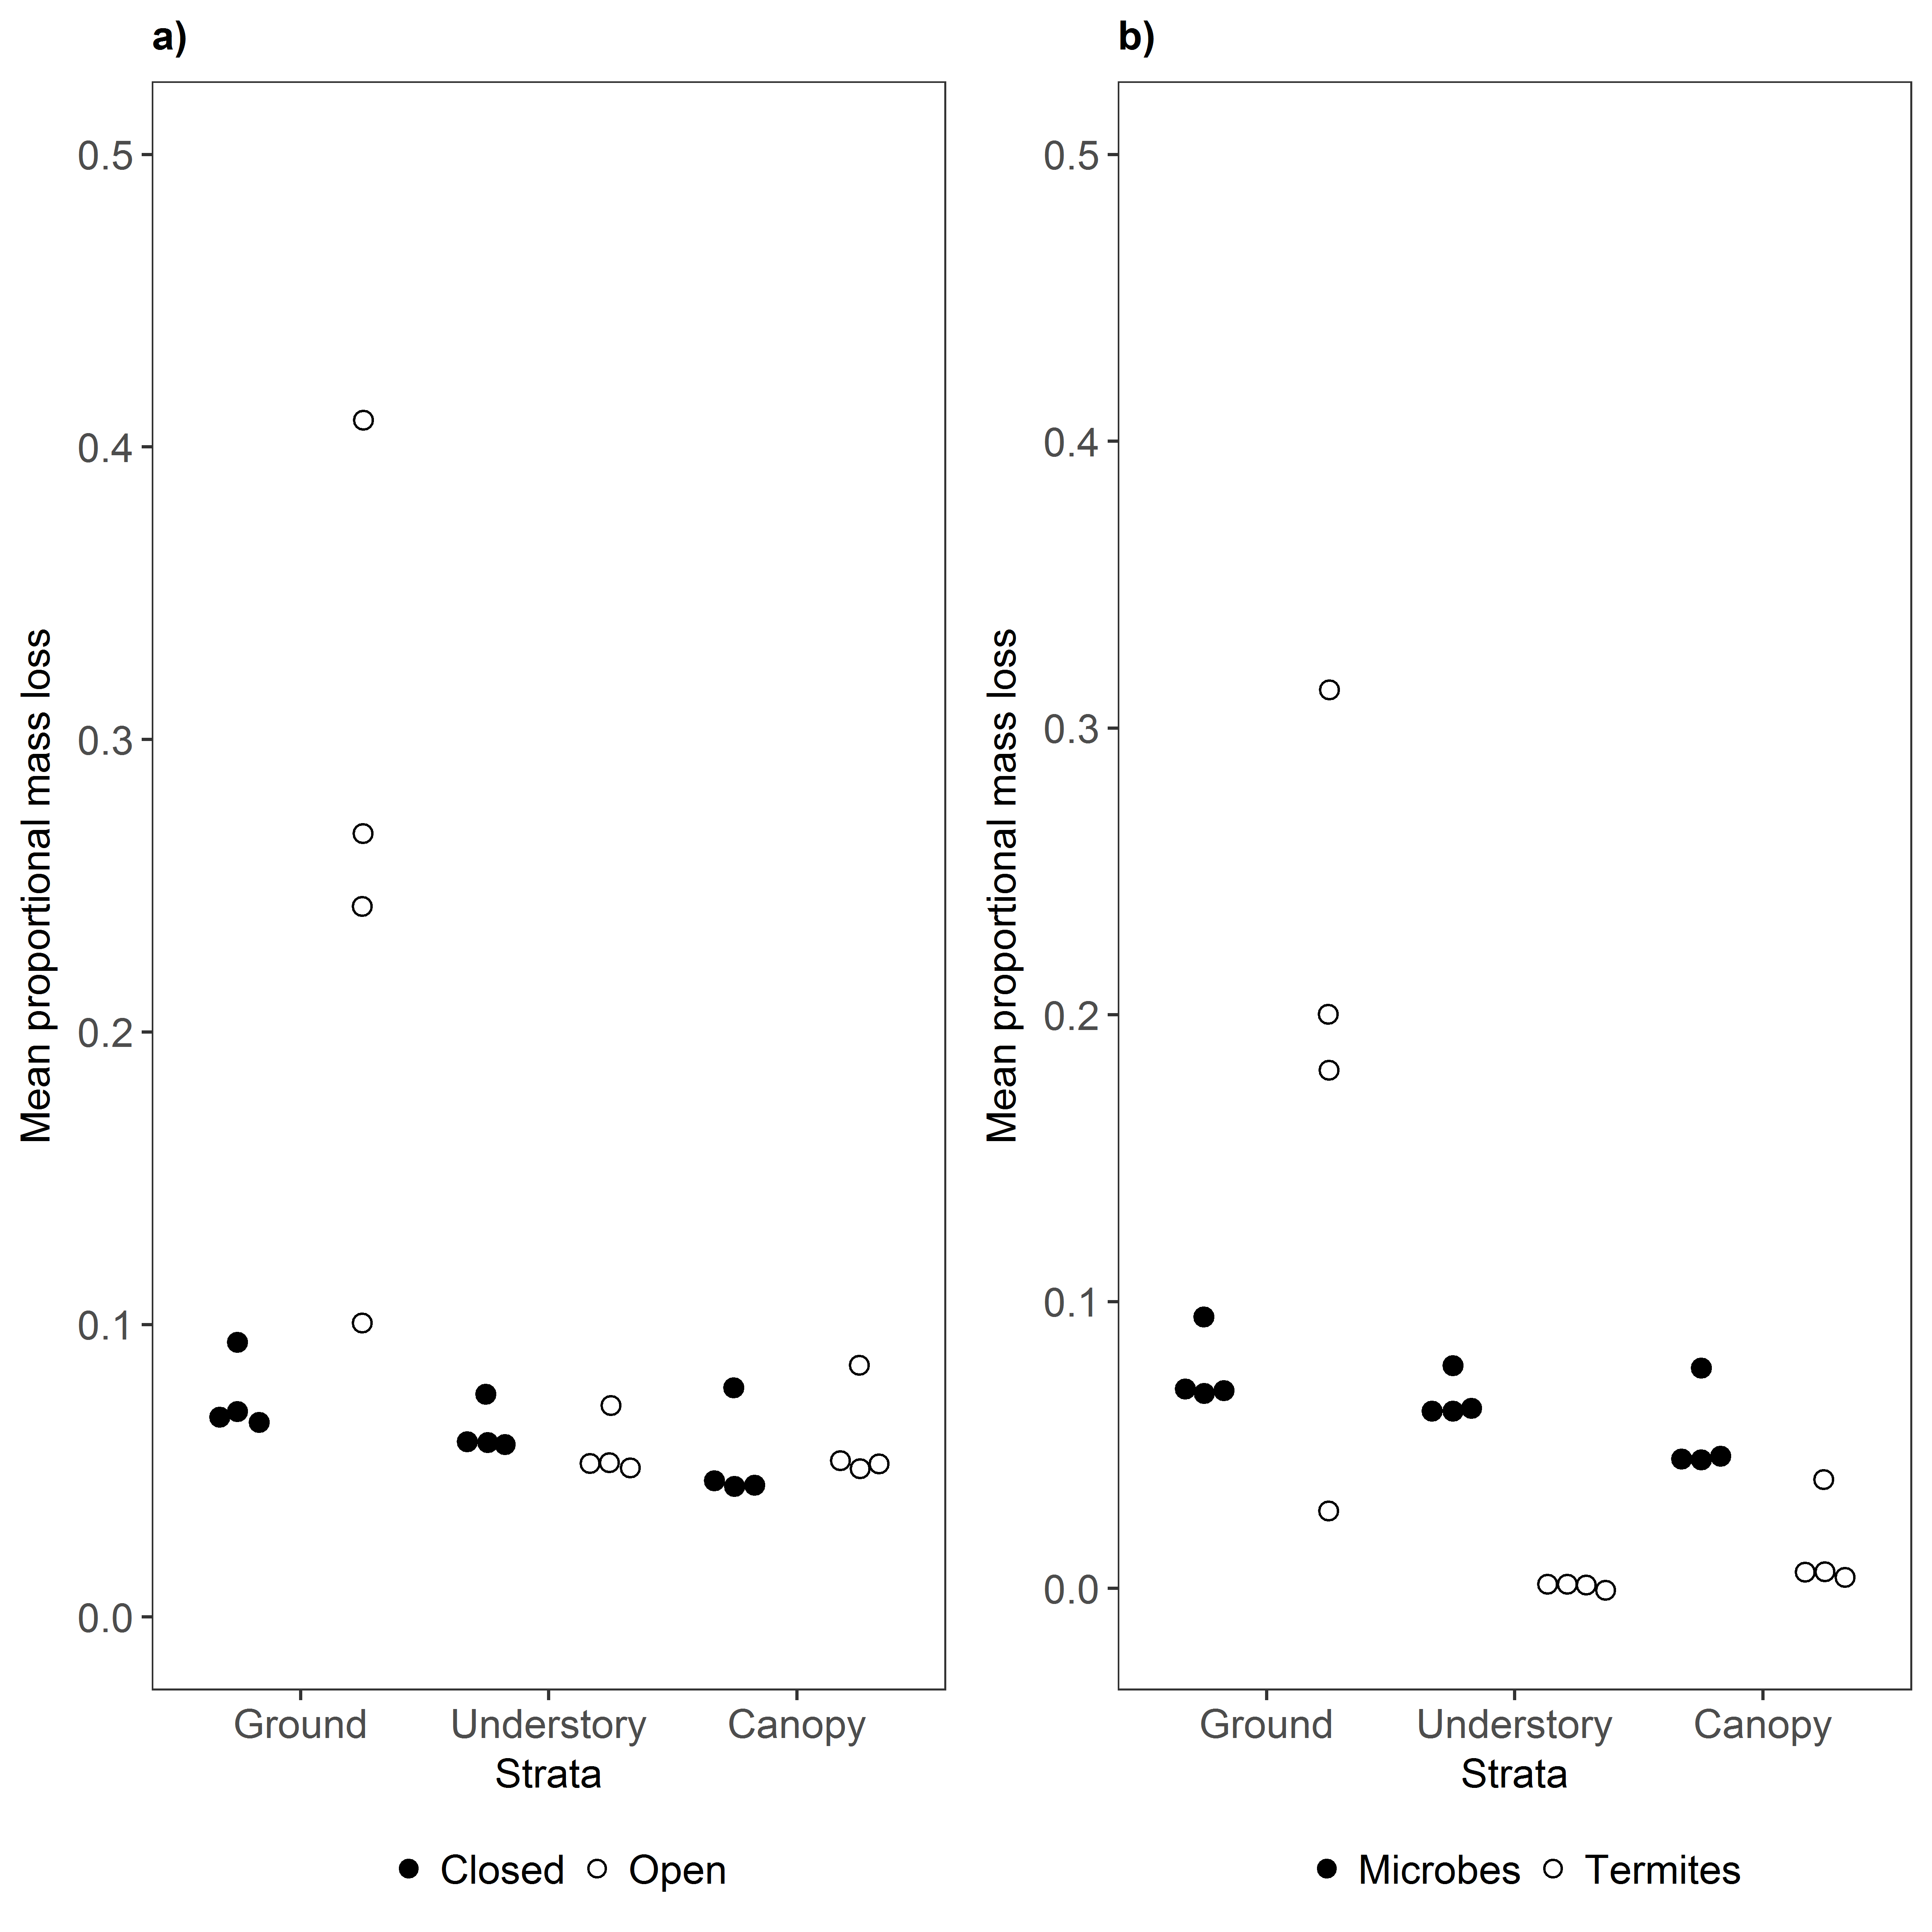 a)
Mean proportional mass loss
0.5
0.4
0.3
0.2
0.1
0.0
Ground Understory Canopy
Strata
Closed Open
b)
Mean proportional mass loss
0.5
0.4
0.3
0.2
0.1
0.0
Ground Understory Canopy
Strata
Microbes Termites